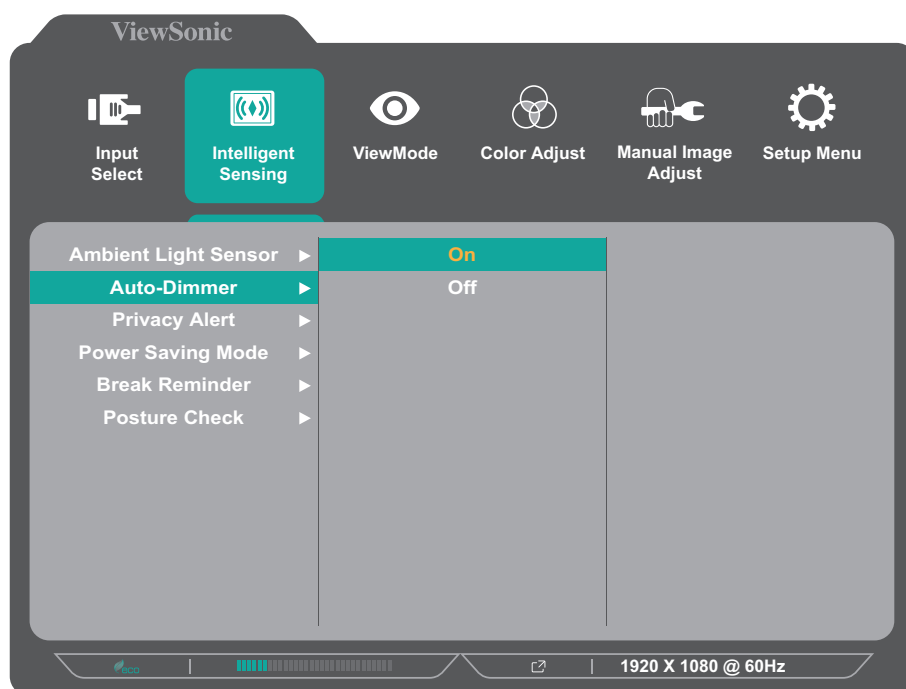 ViewSonic
Input
Select
Intelligent
Sensing
ViewMode
Color Adjust
Manual Image
Adjust
Setup Menu
Ambient Light Sensor
On
Auto-Dimmer
Off
Privacy Alert
Power Saving Mode
Break Reminder
Posture Check
eco
1920 X 1080 @ 60Hz